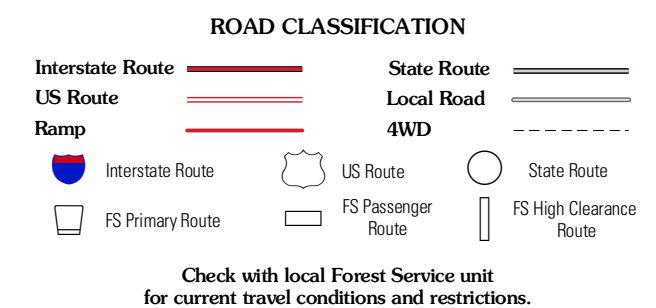 ROAD CLASSIFICATION
Interstate Route
State Route
US Route
Local Road
Ramp
4WD
Interstate Route
US Route
State Route
FS Primary Route
FS Passenger
Route
FS High Clearance
Route
Check with local Forest Service unit
for current travel conditions and restrictions.